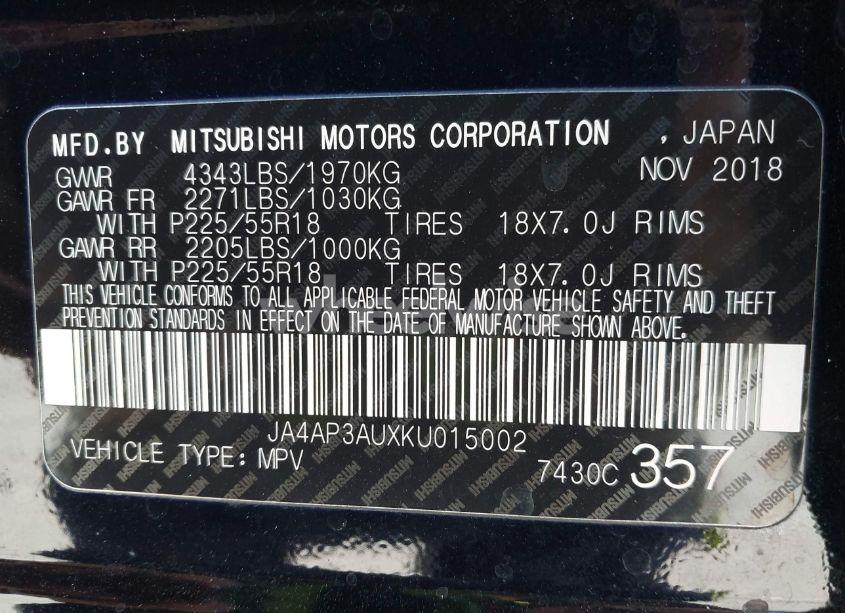 MFD.BY MITSUBISHI MOTORS CORPORATION , JAPAN
GVWR 4343LBS/1970KG NOV 2018
GAWR FR 2271LBS/1030KG
WITH P225/55R18 TIRES 18X7.0J RIMS
GAWR RR 2205LBS/1000KG
WITH P225/55R18 TIRES 18X7.0J RIMS
THIS VEHICLE CONFORMS TO ALL APPLICABLE FEDERAL MOTOR VEHICLE SAFETY AND THEFT
PREVENTION STANDARDS IN EFFECT ON THE DATE OF MANUFACTURE SHOWN ABOVE.
JA4AP3AUXKU015002
VEHICLE TYPE: MPV 7430C 357